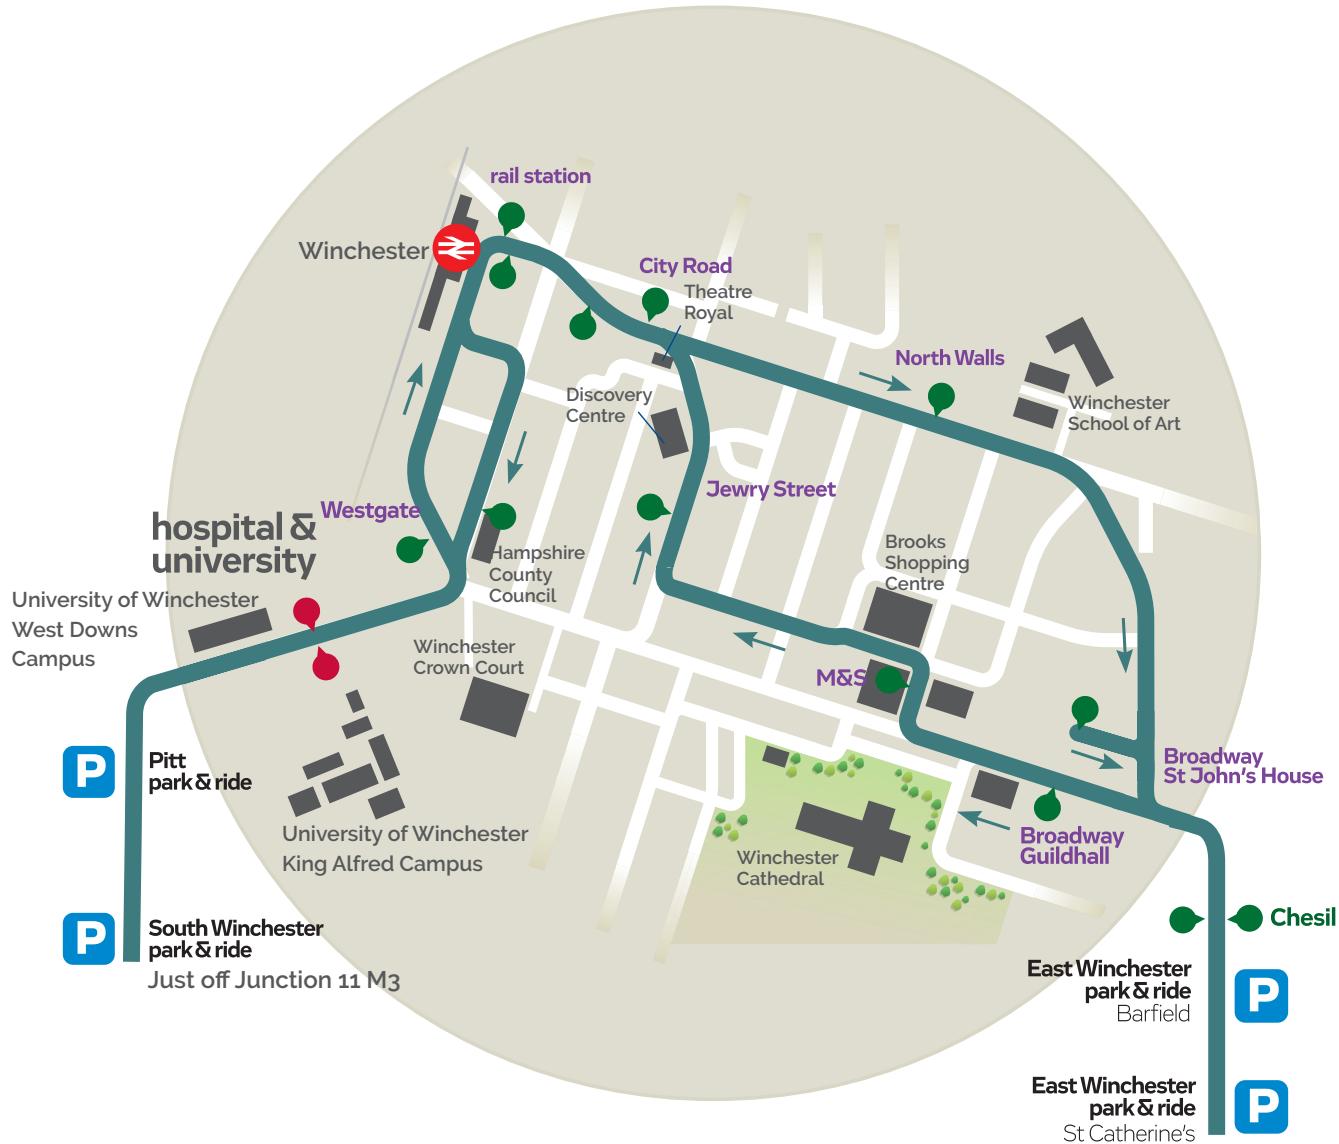 rail station
Winchester
City Road
Theatre
Royal
North Walls
Discovery
Centre
Winchester
School of Art
Jewry Street
Westgate
hospital &
university
Hampshire
County
Council
Brooks
Shopping
Centre
University of Winchester
West Downs
Campus
Winchester
Crown Court
M&S
P
Pitt
park & ride
Broadway
St John's House
University of Winchester
King Alfred Campus
Broadway
Guildhall
Winchester
Cathedral
P
South Winchester
park & ride
Just off Junction 11 M3
Chesil
East Winchester
park & ride
Barfield
P
East Winchester
park & ride
St Catherine's
P